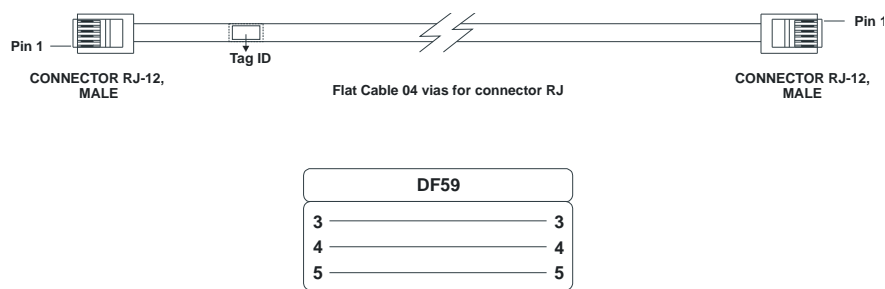 Pin 1
Pin 1
Tag ID
CONNECTOR RJ-12,
MALE
Flat Cable 04 vias for connector RJ
CONNECTOR RJ-12,
MALE
DF59
3 3
4 4
5 5